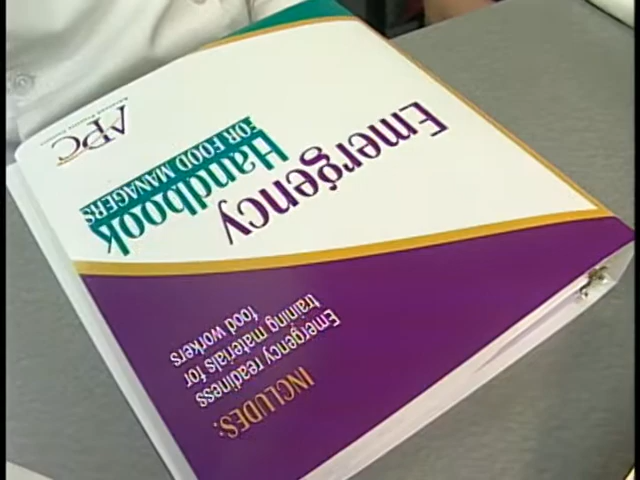 Emergency
Handbook
FOR FOOD MANAGERS
APC
INCLUDES:
Emergency readiness
training materials for
food workers